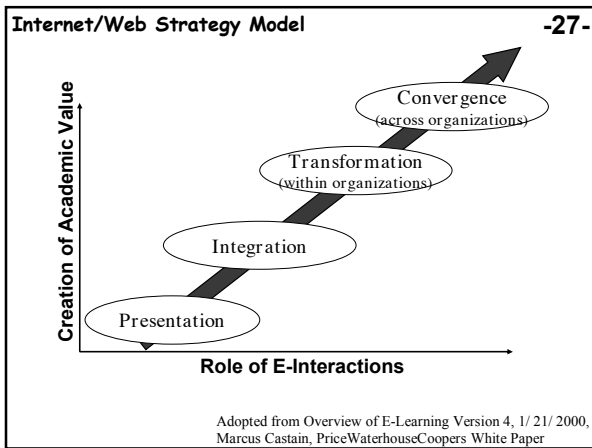 Internet/Web Strategy Model
-27-
Convergence
(across organizations)
Transformation
(within organizations)
Integration
Presentation
Creation of Academic Value
Role of E-Interactions
Adopted from Overview of E-Learning Version 4, 1/ 21/ 2000,
Marcus Castain, PriceWaterhouseCoopers White Paper